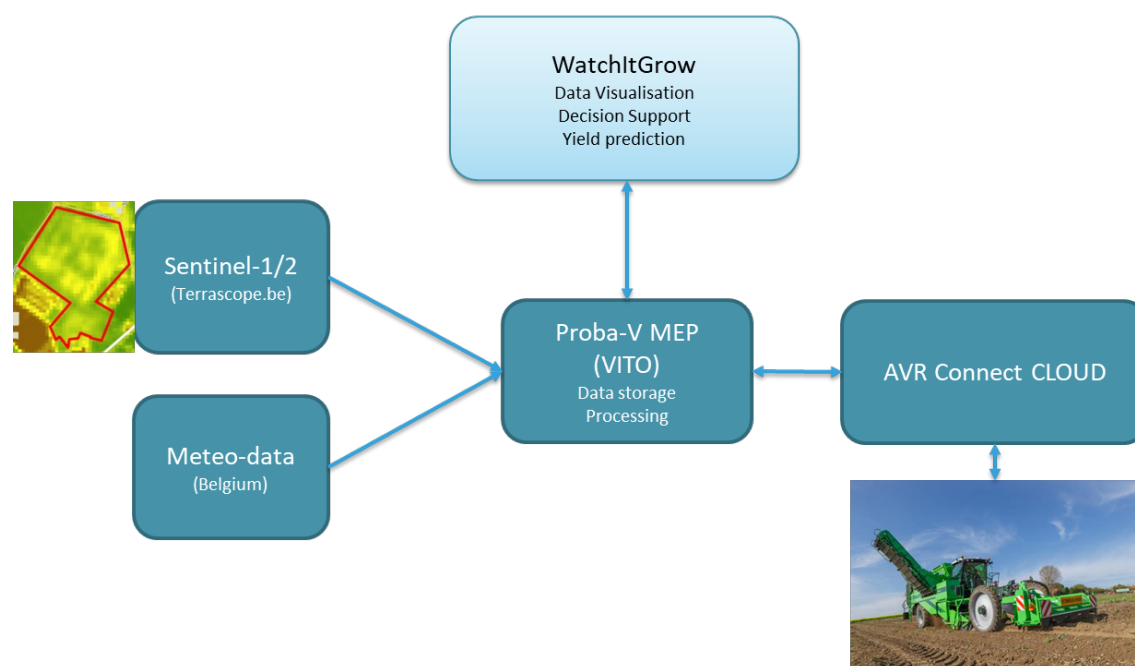 WatchItGrow
Data Visualisation
Decision Support
Yield prediction
Sentinel-1/2
(Terrascope.be)
Proba-V MEP
(VITO)
Data storage
Processing
AVR Connect CLOUD
Meteo-data
(Belgium)